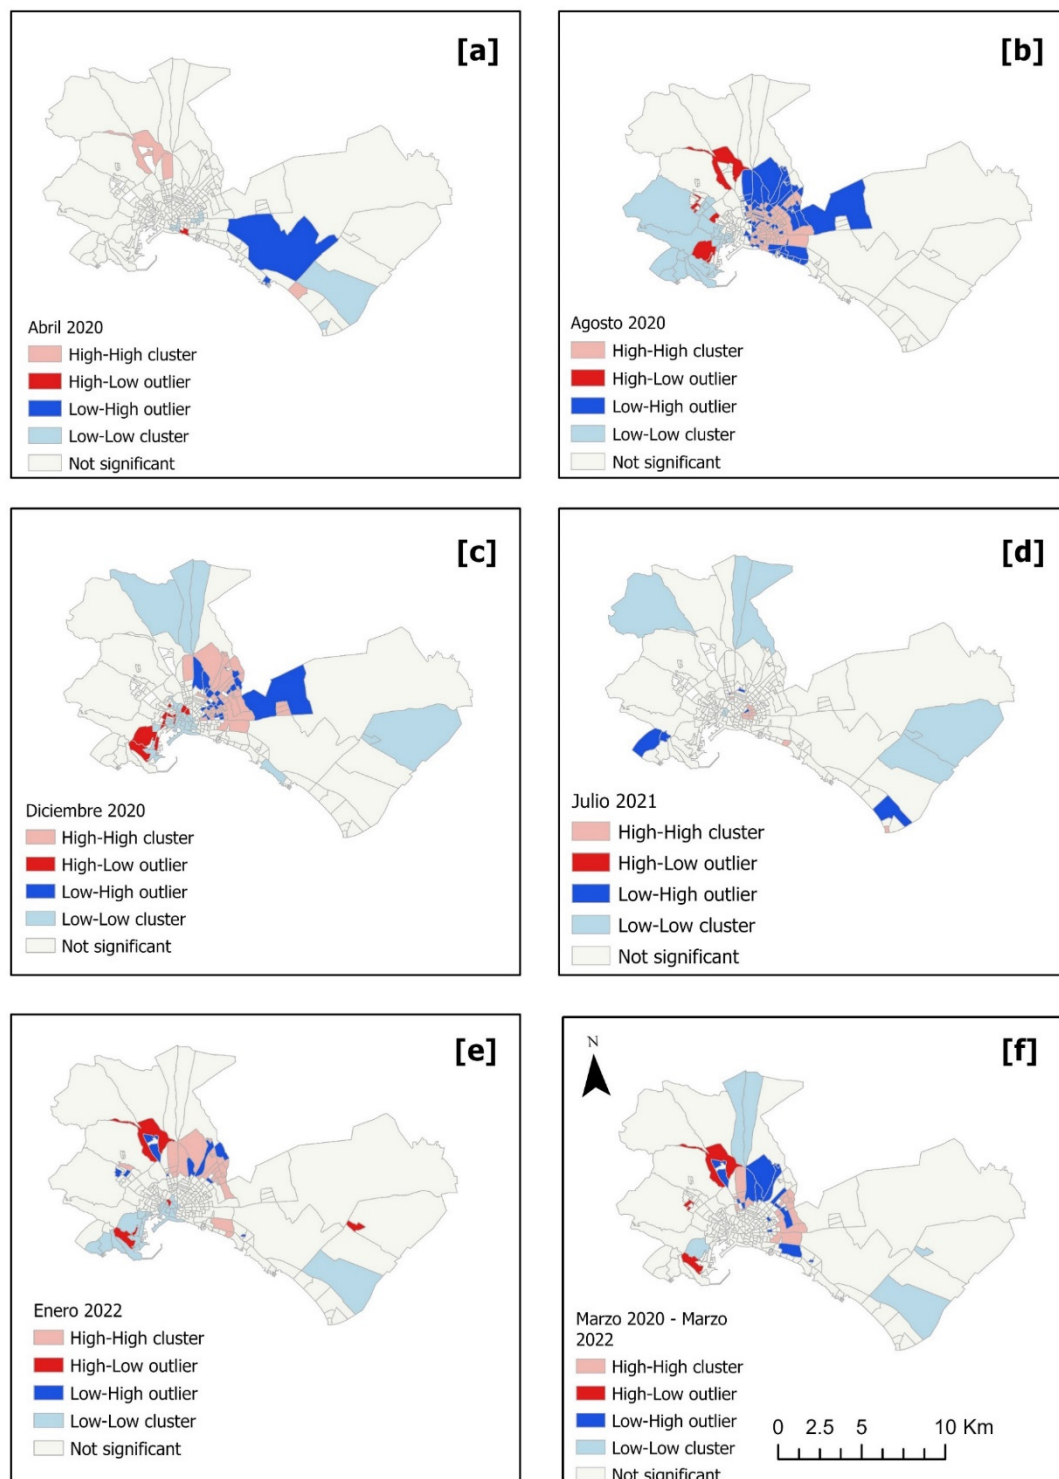 [a]
Abril 2020
High-High cluster
High-Low outlier
Low-High outlier
Low-Low cluster
Not significant
[b]
Agosto 2020
High-High cluster
High-Low outlier
Low-High outlier
Low-Low cluster
Not significant
[c]
Diciembre 2020
High-High cluster
High-Low outlier
Low-High outlier
Low-Low cluster
Not significant
[d]
Julio 2021
High-High cluster
High-Low outlier
Low-High outlier
Low-Low cluster
Not significant
[e]
Enero 2022
High-High cluster
High-Low outlier
Low-High outlier
Low-Low cluster
Not significant
N
[f]
Marzo 2020 - Marzo
2022
High-High cluster
High-Low outlier
Low-High outlier
Low-Low cluster
Not significant
0 2.5 5 10 Km